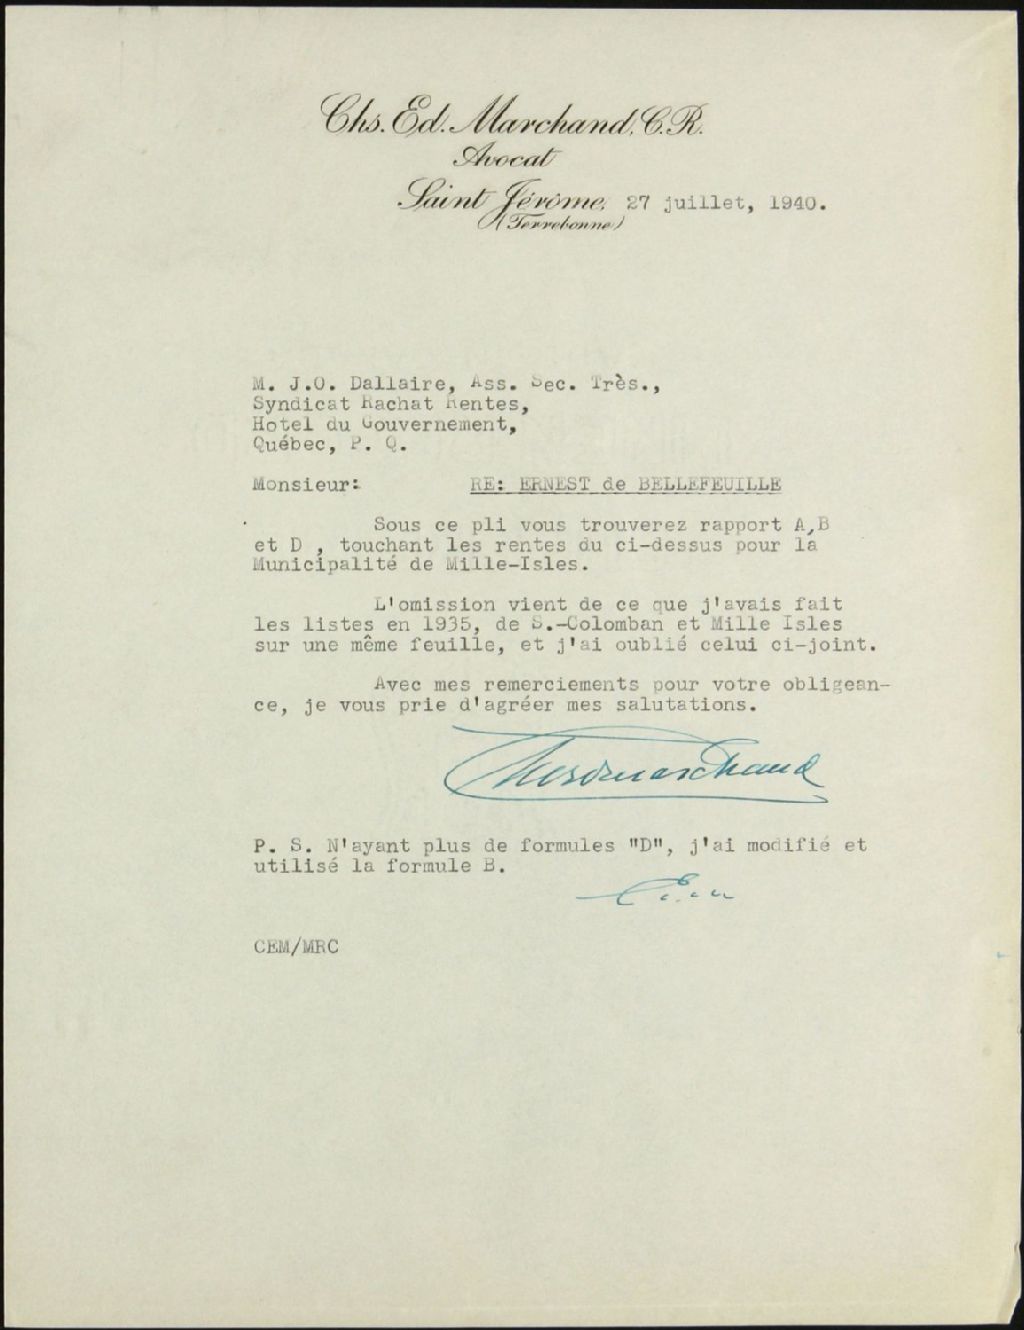 Chs. Ed. Marchand, C.R.
Avocat
Saint Jérôme, 27 juillet, 1940.
(Terrebonne)
M. J.O. Dallaire, Ass. Sec. Très.,
Syndicat Rachat Rentes,
Hotel du Gouvernement,
Québec, P. Q.
Monsieur: RE: ERNEST de BELLEFEUILLE
Sous ce pli vous trouverez rapport A,B
et D , touchant les rentes du ci-dessus pour la
Municipalité de Mille-Isles.
L'omission vient de ce que j'avais fait
les listes en 1935, de S.-Colomban et Mille Isles
sur une même feuille, et j'ai oublié celui ci-joint.
Avec mes remerciements pour votre obligean-
ce, je vous prie d'agréer mes salutations.
P. S. N'ayant plus de formules "D", j'ai modifié et
utilisé la formule B.
CEM/MRC